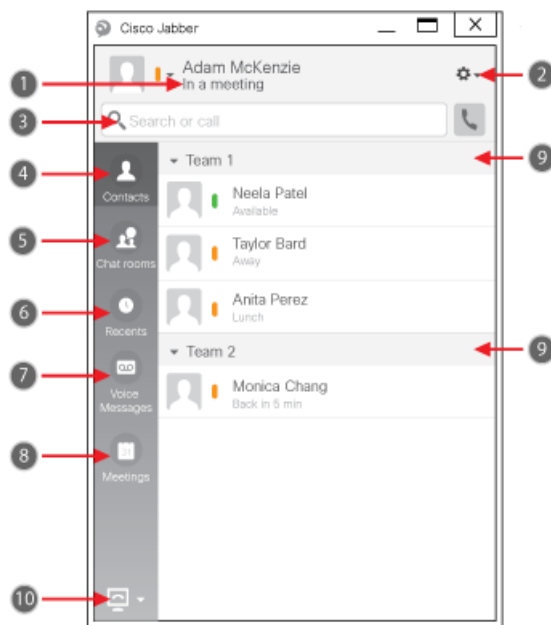 Cisco Jabber
Adam McKenzie
1
In a meeting
2
3
Search or call
4
Contacts
Team 1
9
Neela Patel
Available
5
Chat rooms
Taylor Bard
Away
6
Recents
Anita Perez
Lunch
7
Voice
Messages
Team 2
9
Monica Chang
Back in 5 min
8
31
Meetings
10